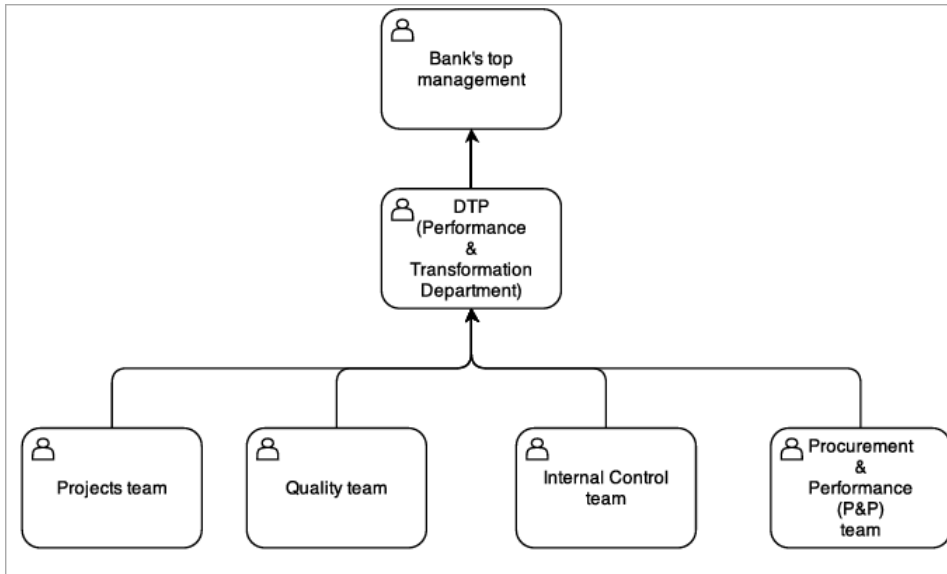 Bank's top
management
DTP
(Performance
&
Transformation
Department)
Projects team
Quality team
Internal Control
team
Procurement
&
Performance
(P&P)
team